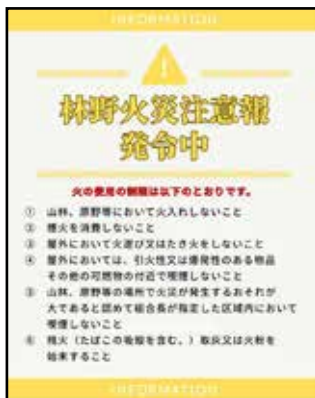 INFORMATION
林野火災注意報
発令中
火の使用の制限は以下のとおりです。
① 山林、原野等において火入れしないこと
② 煙火を消費しないこと
③ 屋外において火遊び又はたき火をしないこと
④ 屋外においては、引火性又は爆発性のある物品
その他の可燃物の付近で喫煙しないこと
⑤ 山林、原野等の場所で火災が発生するおそれが
大であると認めて組合長が指定した区域内において
喫煙しないこと
⑥ 残火（たばこの吸殻を含む。）取灰又は火粉を
始末すること
INFORMATION